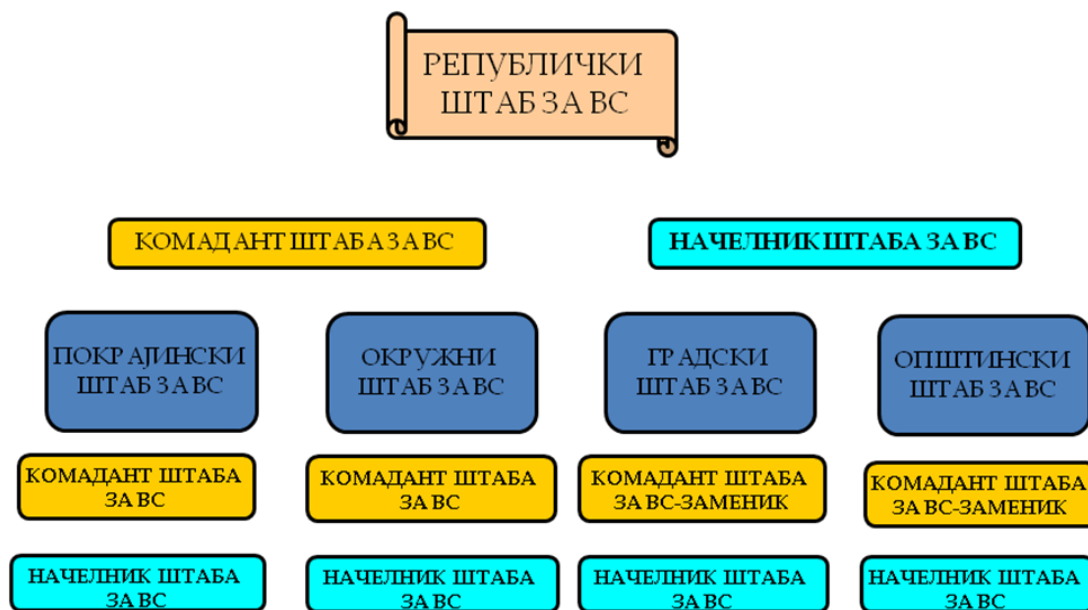 РЕПУБЛИЧКИ
ШТАБ ЗА ВС
КОМАДАНТ ШТАБА ЗА ВС
НАЧЕЛНИК ШТАБА ЗА ВС
ПОКРАЈИНСКИ
ШТАБ ЗА ВС
ОКРУЖНИ
ШТАБ ЗА ВС
ГРАДСКИ
ШТАБ ЗА ВС
ОПШТИНСКИ
ШТАБ ЗА ВС
КОМАДАНТ ШТАБА
ЗА ВС
КОМАДАНТ ШТАБА
ЗА ВС
КОМАДАНТ ШТАБА
ЗА ВС-ЗАМЕНИК
КОМАДАНТ ШТАБА
ЗА ВС-ЗАМЕНИК
НАЧЕЛНИК ШТАБА
ЗА ВС
НАЧЕЛНИК ШТАБА
ЗА ВС
НАЧЕЛНИК ШТАБА
ЗА ВС
НАЧЕЛНИК ШТАБА
ЗА ВС